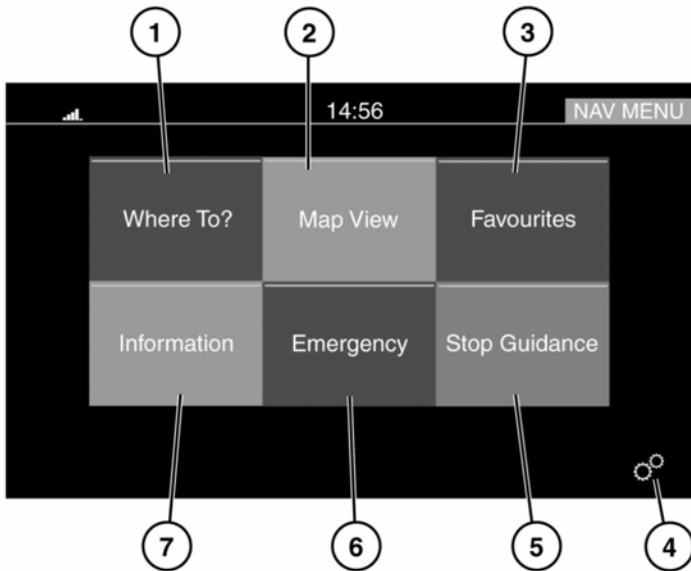 1 2 3
14:56 NAV MENU
Where To? Map View Favourites
Information Emergency Stop Guidance
7 6 5 4